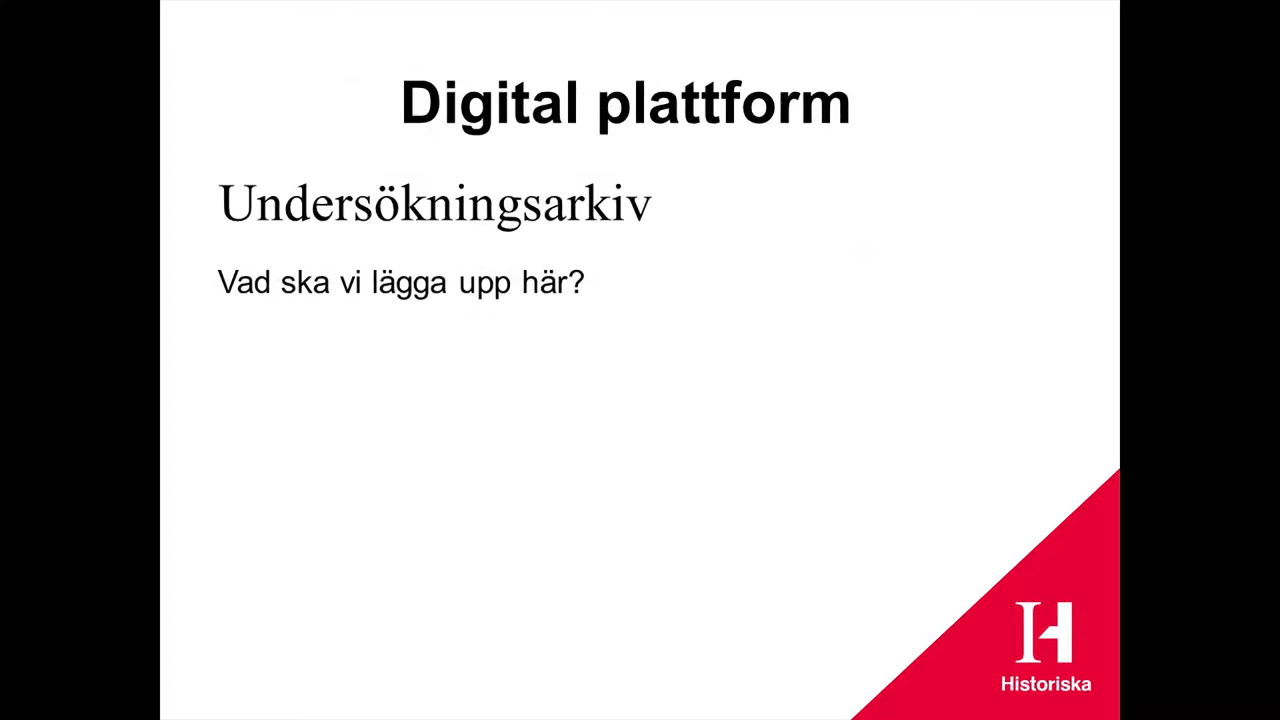 Digital plattform
Undersökningsarkiv
Vad ska vi lägga upp här?
Historiska